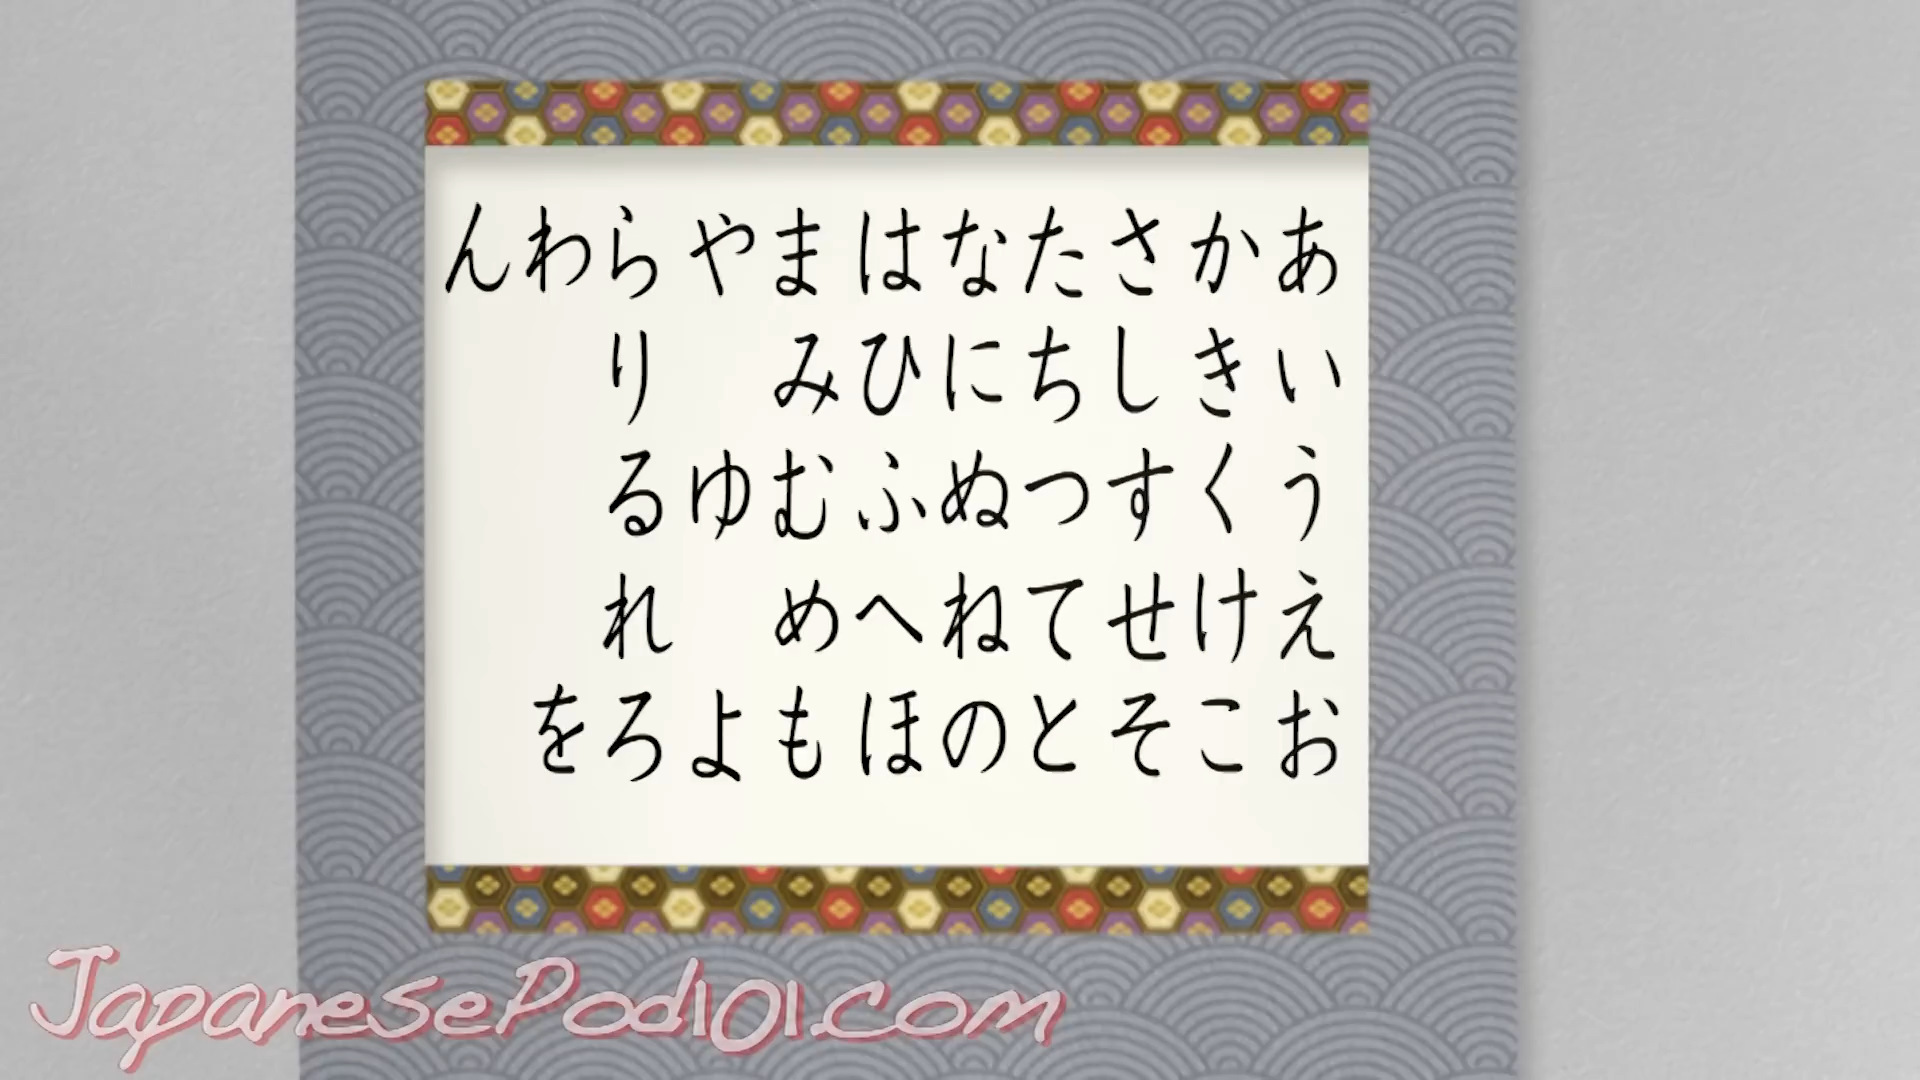 んわらやまはなたさかあ
りみひにちしきい
るゆむふぬつすくう
れめへねてせけえ
をろよもほのとそこお
JapanesePod101.com